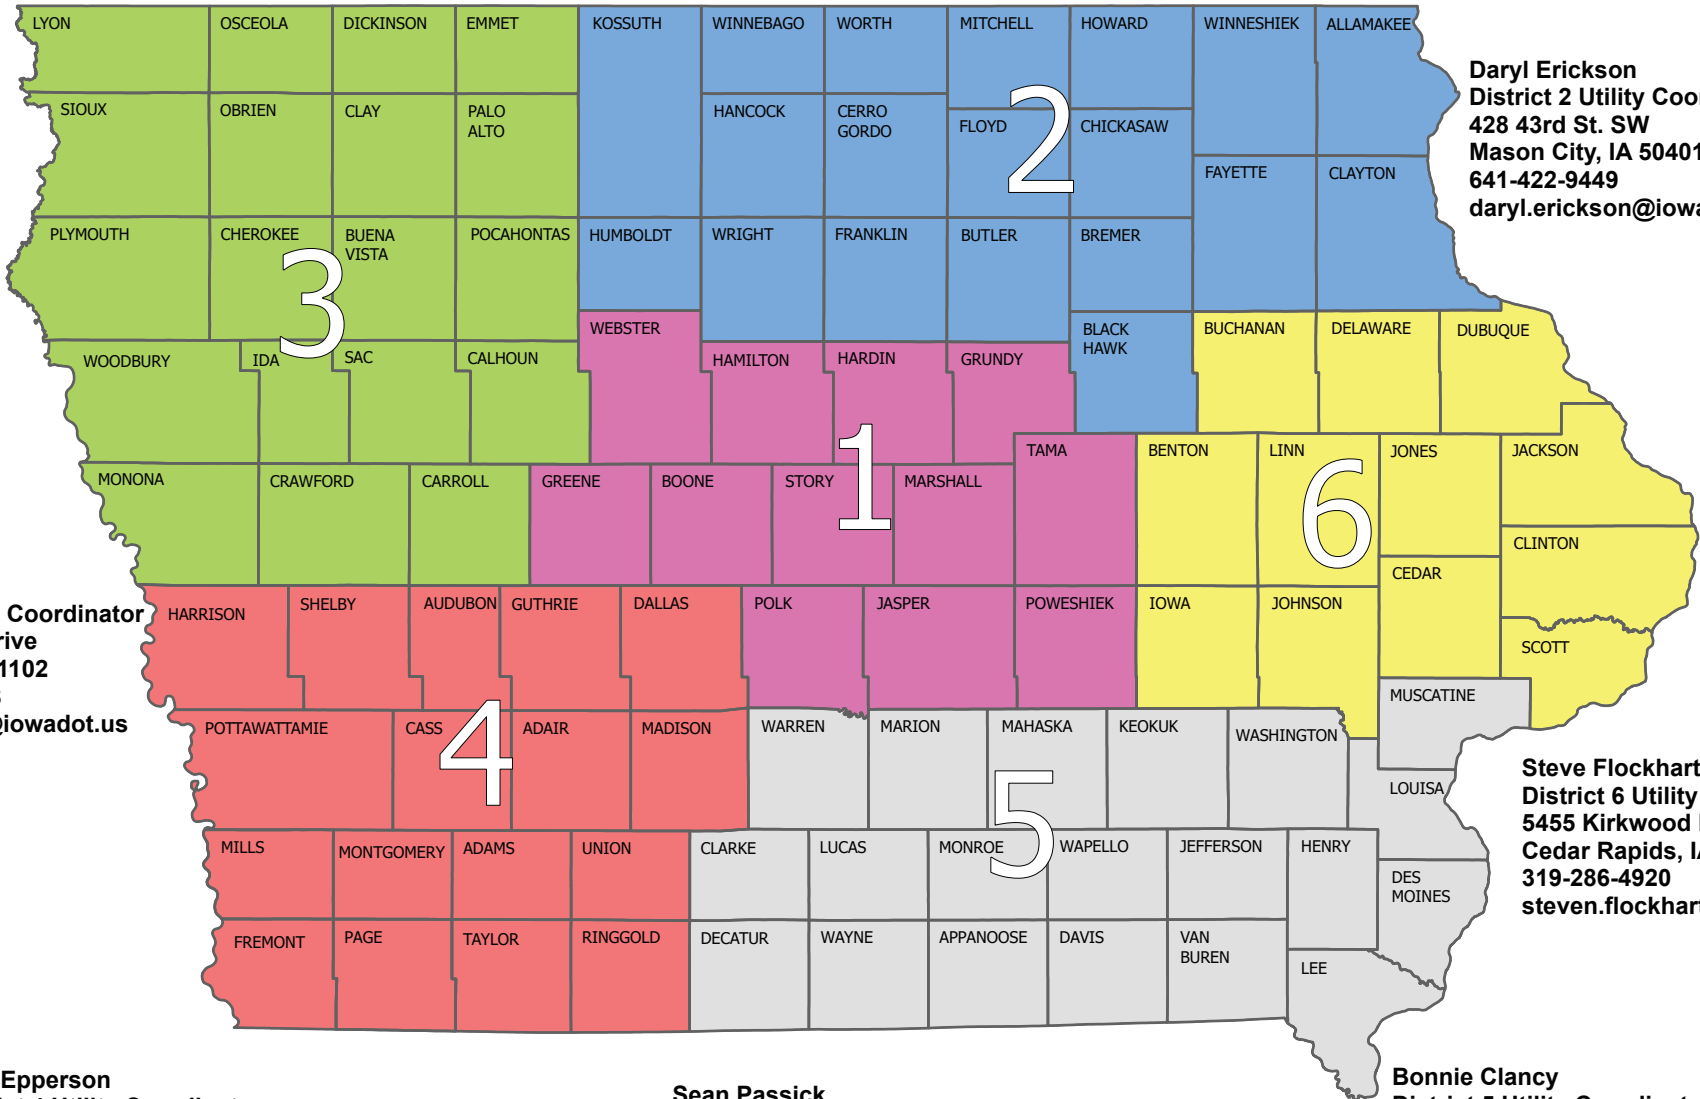 LYON
OSCEOLA
DICKINSON
EMMET
KOSSUTH
WINNEBAGO
WORTH
MITCHELL
HOWARD
WINNESHIEK
ALLAMAKEE
SIOUX
OBRIEN
CLAY
PALO
ALTO
HANCOCK
CERRO
GORDO
FLOYD
CHICKASAW
2
FAYETTE
CLAYTON
Daryl Erickson
District 2 Utility Coor
428 43rd St. SW
Mason City, IA 50401
641-422-9449
daryl.erickson@iowa
PLYMOUTH
CHEROKEE
BUENA
VISTA
POCAHONTAS
HUMBOLDT
WRIGHT
FRANKLIN
BUTLER
BREMER
3
WEBSTER
BLACK
HAWK
BUCHANAN
DELAWARE
DUBUQUE
WOODBURY
IDA
SAC
CALHOUN
HAMILTON
HARDIN
GRUNDY
1
TAMA
BENTON
LINN
JONES
JACKSON
MONONA
CRAWFORD
CARROLL
GREENE
BOONE
STORY
MARSHALL
6
CLINTON
CEDAR
HARRISON
SHELBY
AUDUBON
GUTHRIE
DALLAS
POLK
JASPER
POWESHIEK
IOWA
JOHNSON
SCOTT
Coordinator
rive
1102
@iowadot.us
MUSCATINE
POTTAWATTAMIE
CASS
ADAIR
MADISON
WARREN
MARION
MAHASKA
KEOKUK
WASHINGTON
4
5
LOUISA
Steve Flockhart
District 6 Utility
5455 Kirkwood
Cedar Rapids, IA
319-286-4920
steven.flockhart
MILLS
MONTGOMERY
ADAMS
UNION
CLARKE
LUCAS
MONROE
WAPELLO
JEFFERSON
HENRY
DES
MOINES
FREMONT
PAGE
TAYLOR
RINGGOLD
DECATUR
WAYNE
APPANOOSE
DAVIS
VAN
BUREN
LEE
Epperson
Sean Passick
Bonnie Clancy
District 5 Utility Coordinat